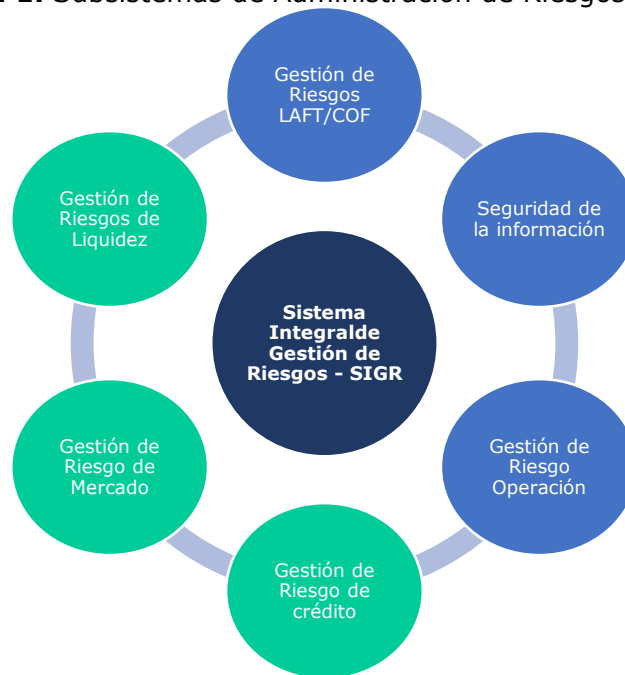 1. Subsistemas de Administración de Riesgos
Gestión de
Riesgos
LAFT/COF
Gestión de
Riesgos de
Liquidez
Seguridad de
la información
Sistema
Integralde
Gestión de
Riesgos - SIGR
Gestión de
Riesgo de
Mercado
Gestión de
Riesgo
Operación
Gestión de
Riesgo de
crédito